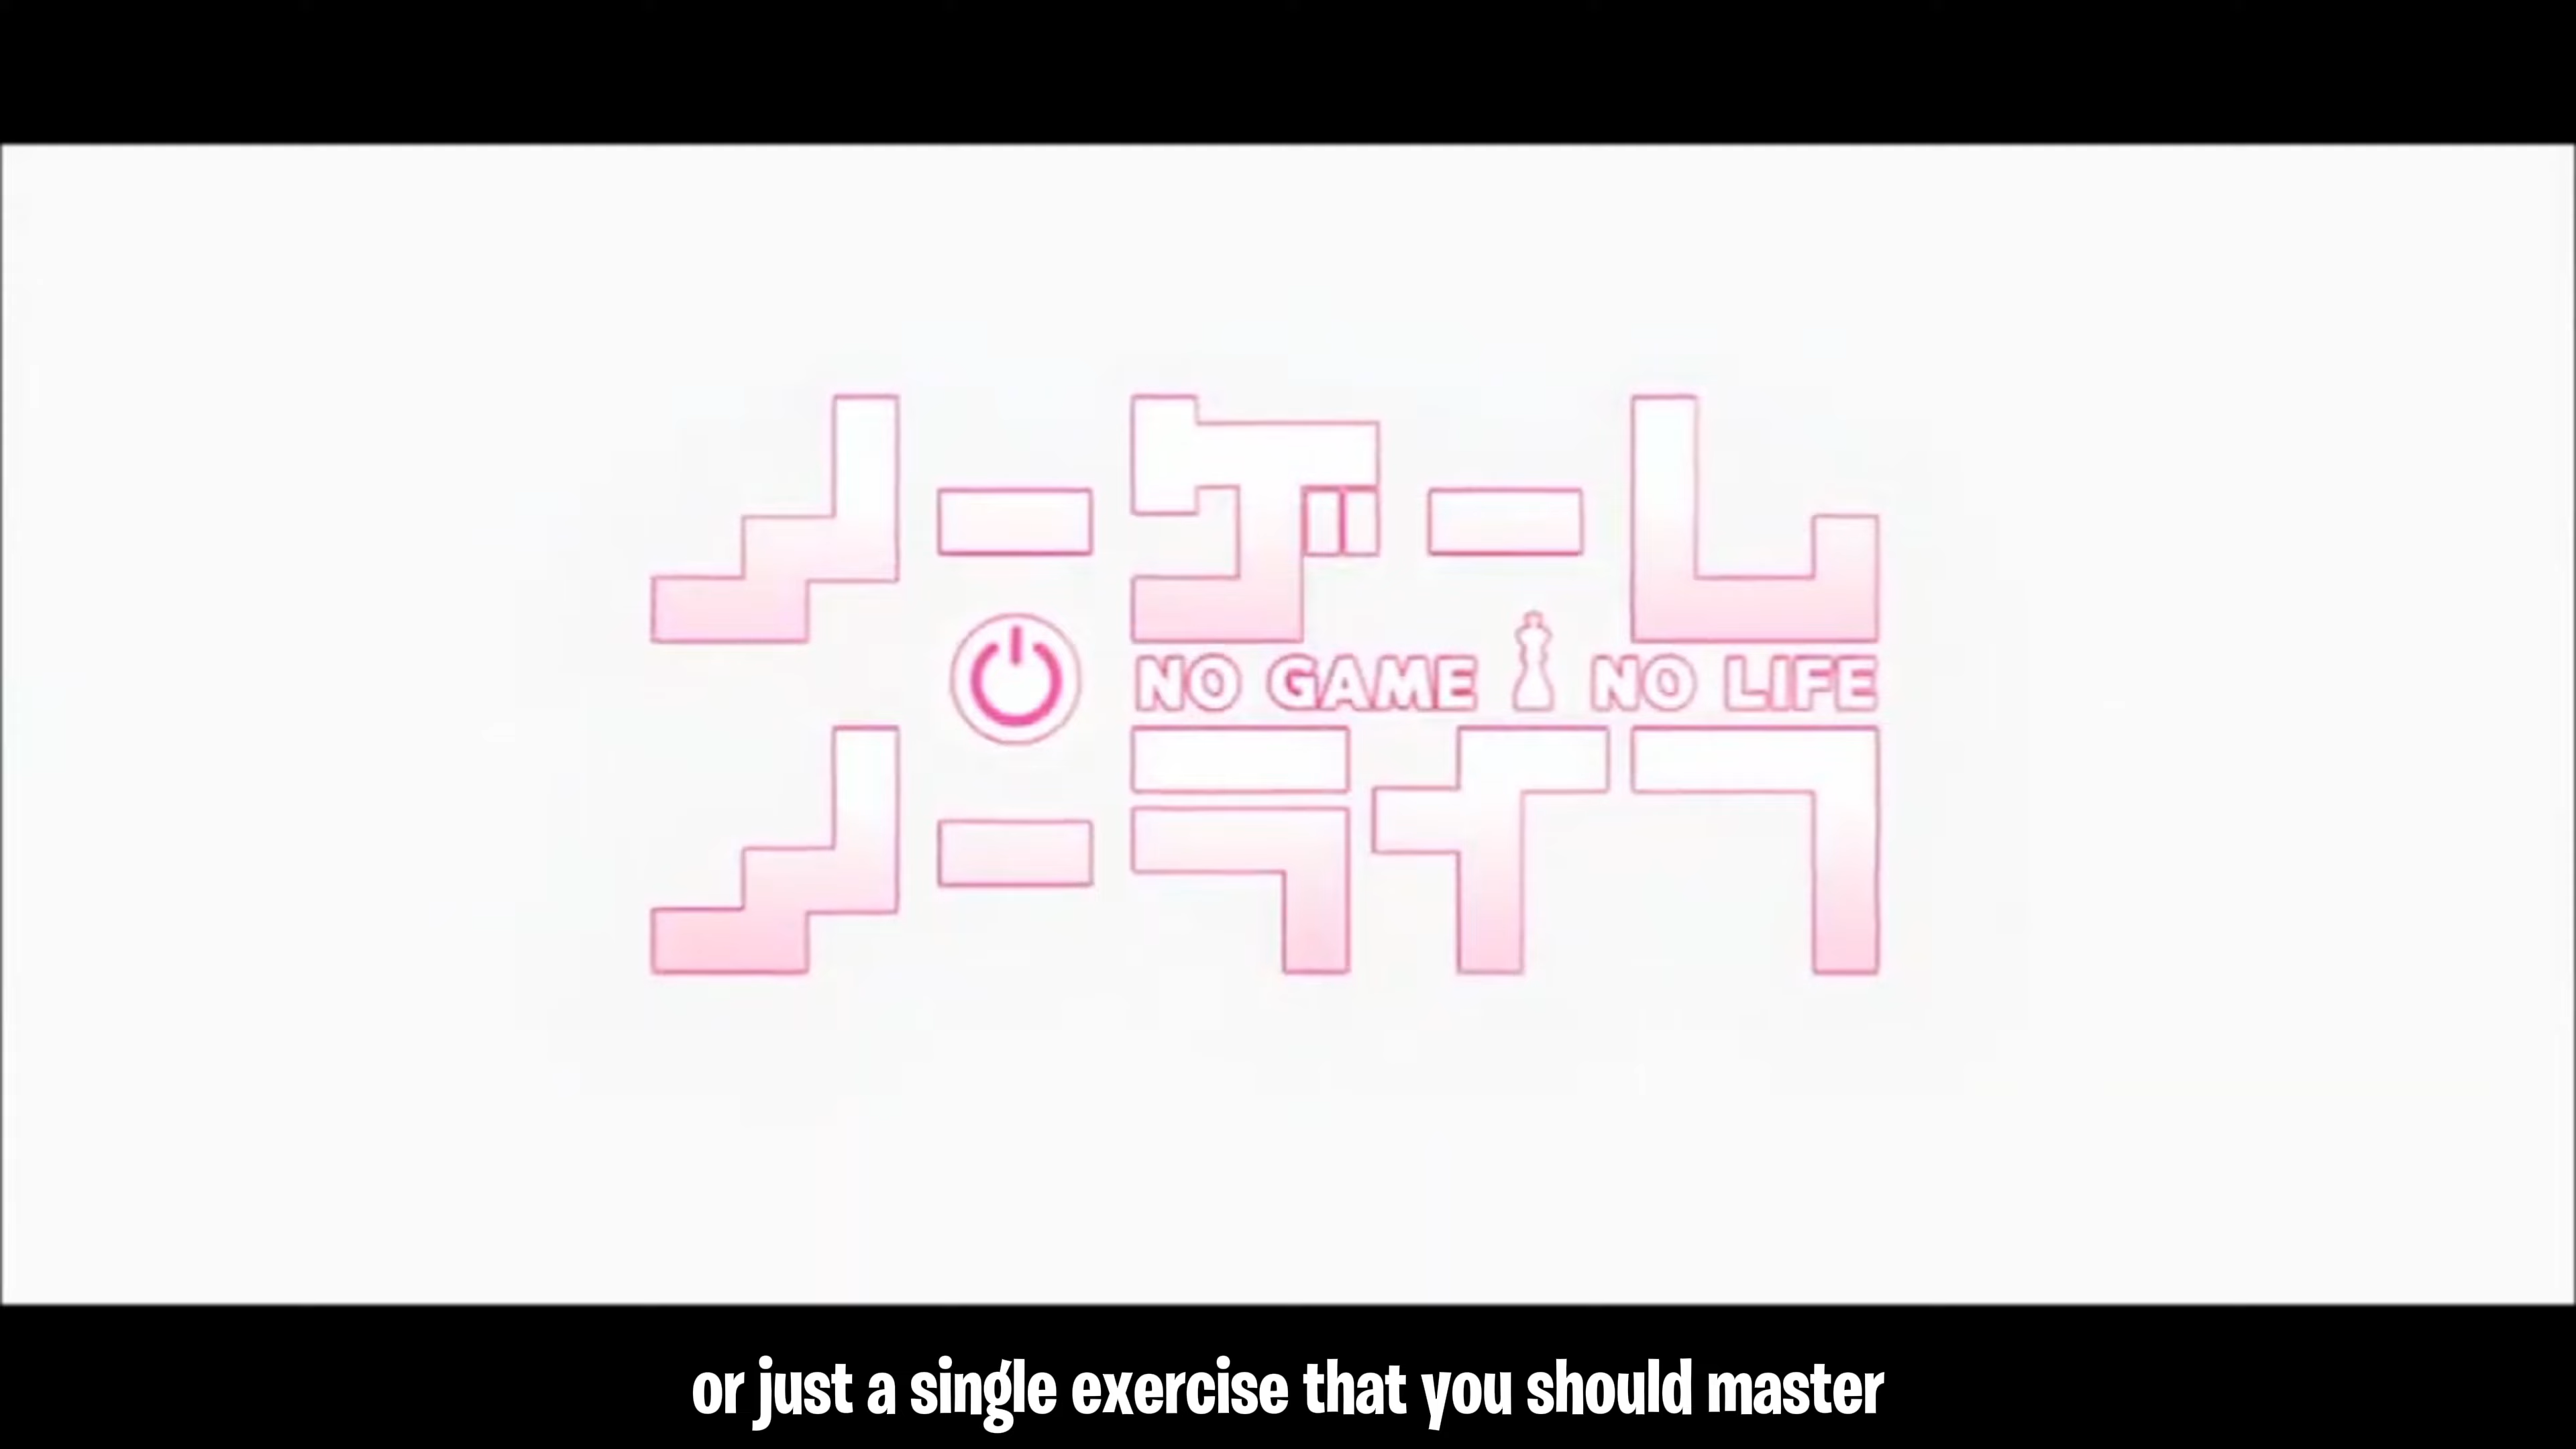 ノーゲーム
NO GAME NO LIFE
ノーライフ
or just a single exercise that you should master